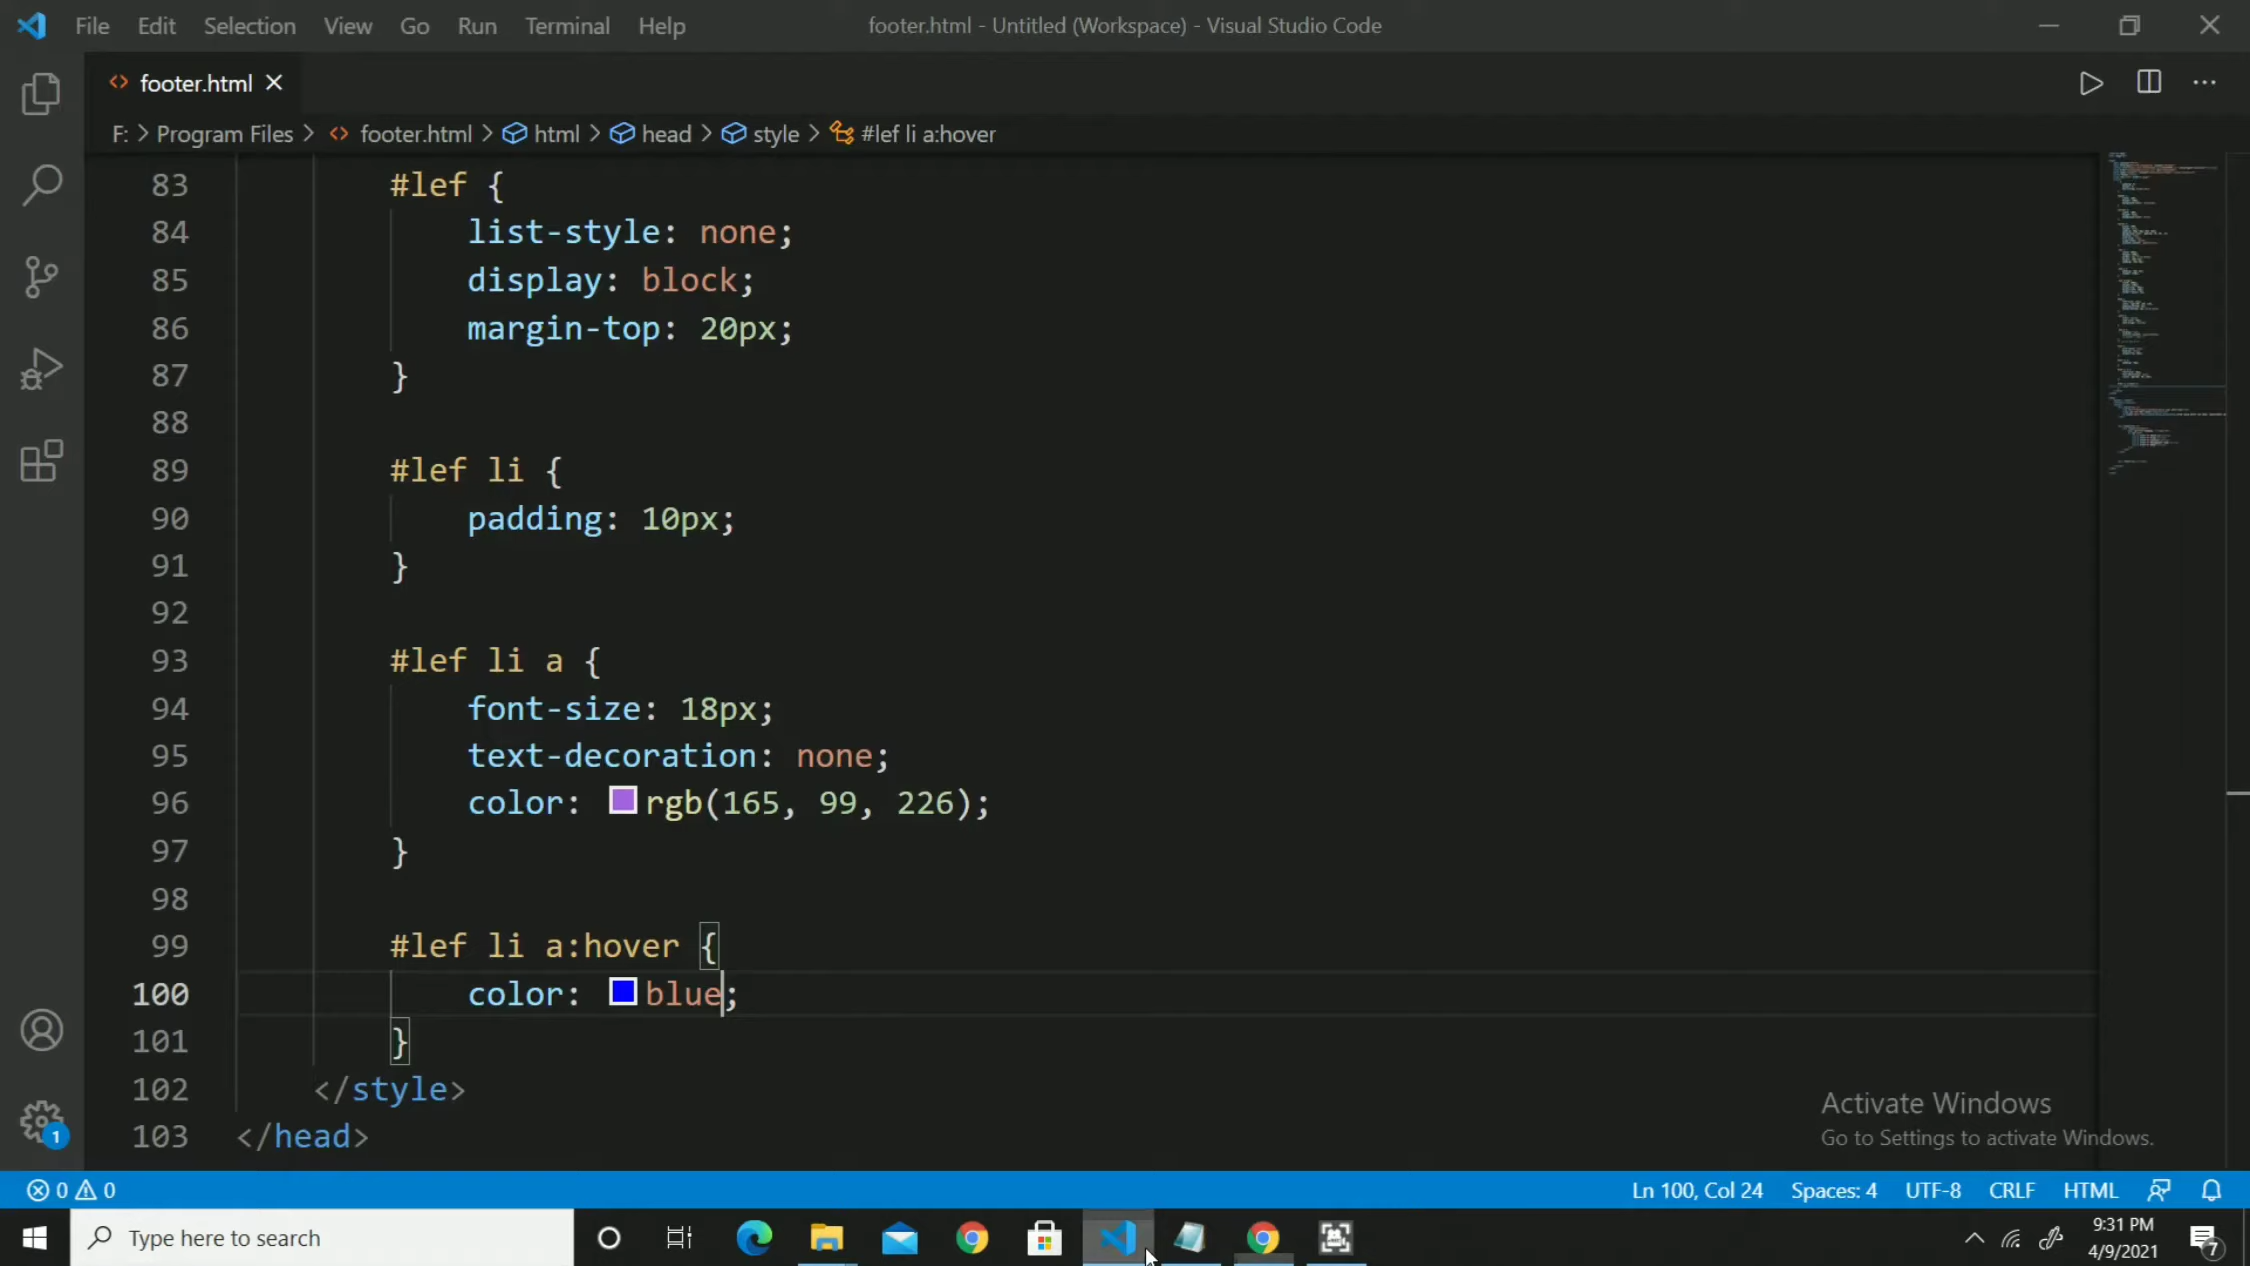 File Edit Selection View Go Run Terminal Help footer.html - Untitled (Workspace) - Visual Studio Code
footer.html
F: > Program Files > footer.html > html > head > style > #lef li a:hover
83 #lef {
84 list-style: none;
85 display: block;
86 margin-top: 20px;
87 }
88
89 #lef li {
90 padding: 10px;
91 }
92
93 #lef li a {
94 font-size: 18px;
95 text-decoration: none;
96 color: rgb(165, 99, 226);
97 }
98
99 #lef li a:hover {
100 color: blue;
101 }
102 </style>
103 </head>
Activate Windows
Go to Settings to activate Windows.
1
0 0 Ln 100, Col 24 Spaces: 4 UTF-8 CRLF HTML
Type here to search
9:31 PM
4/9/2021
7